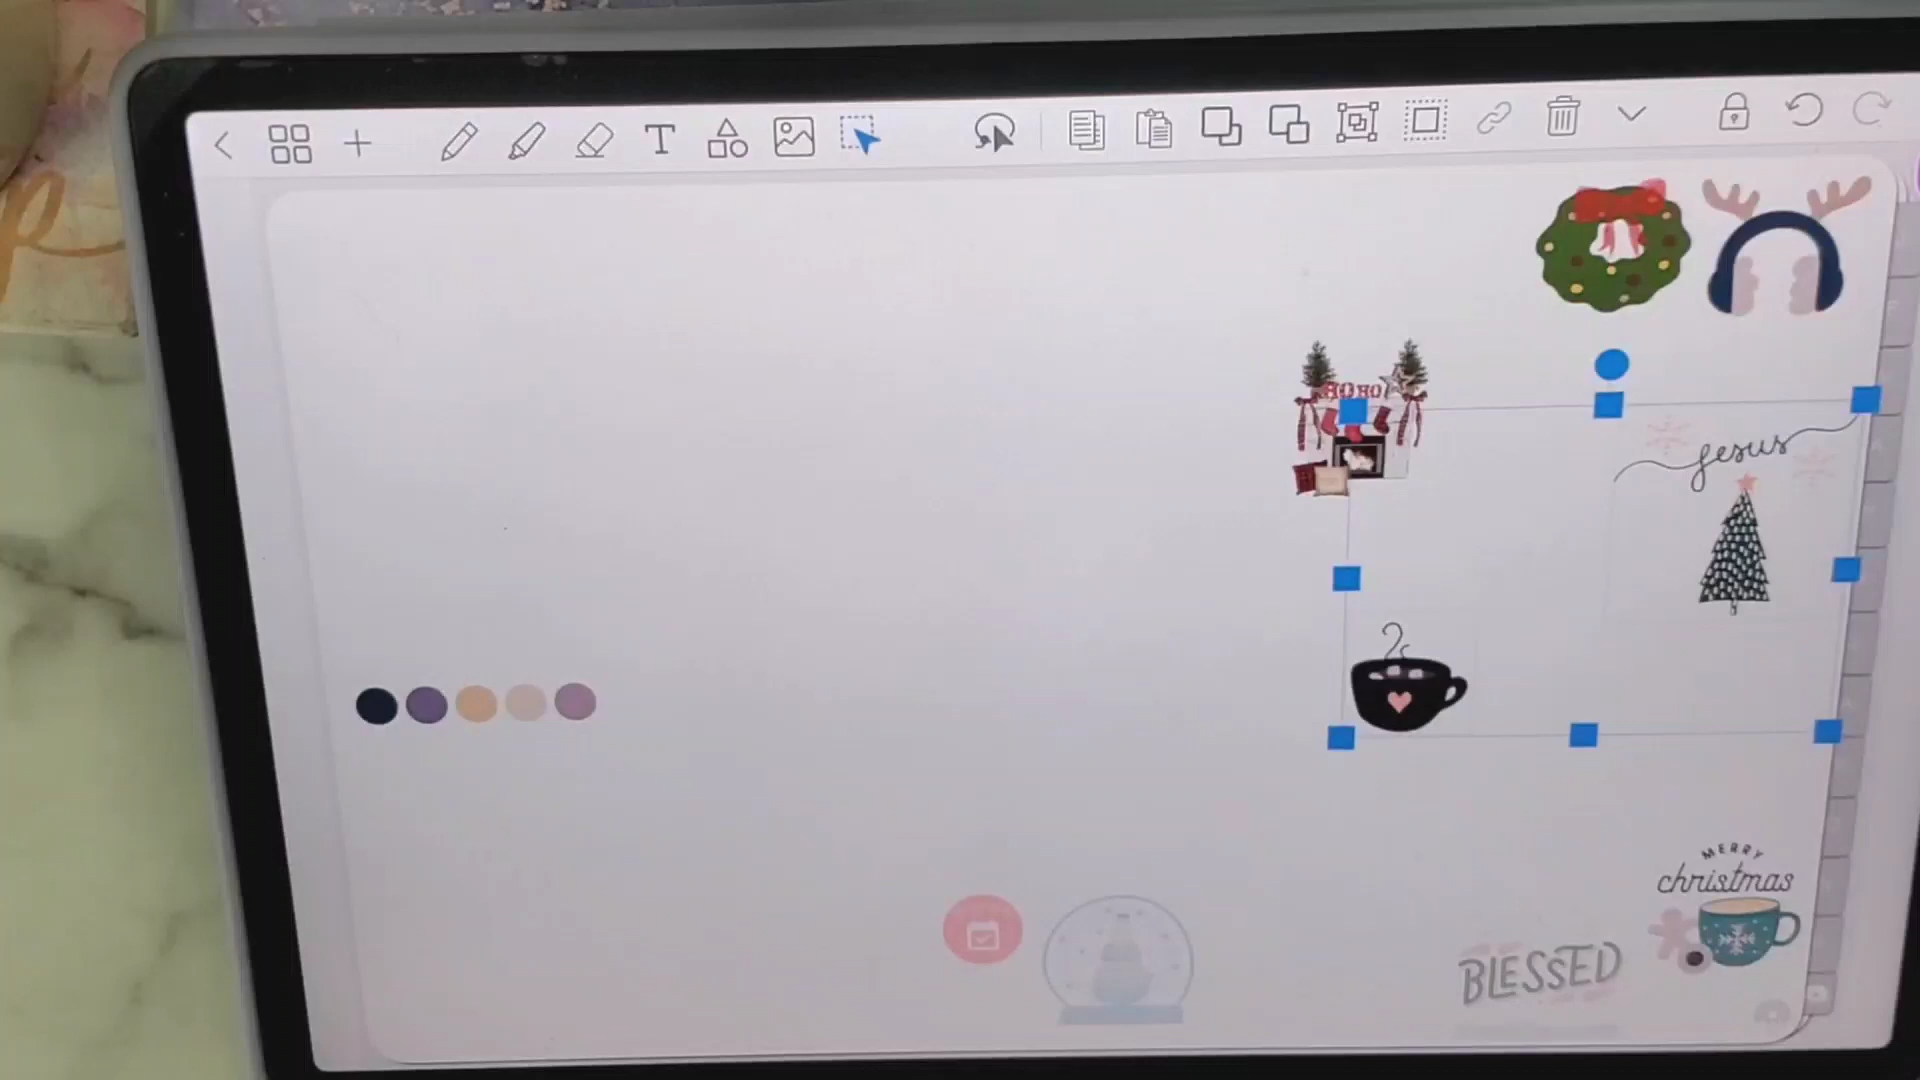 T
HO HO
Jesus
MERRY
christmas
BLESSED